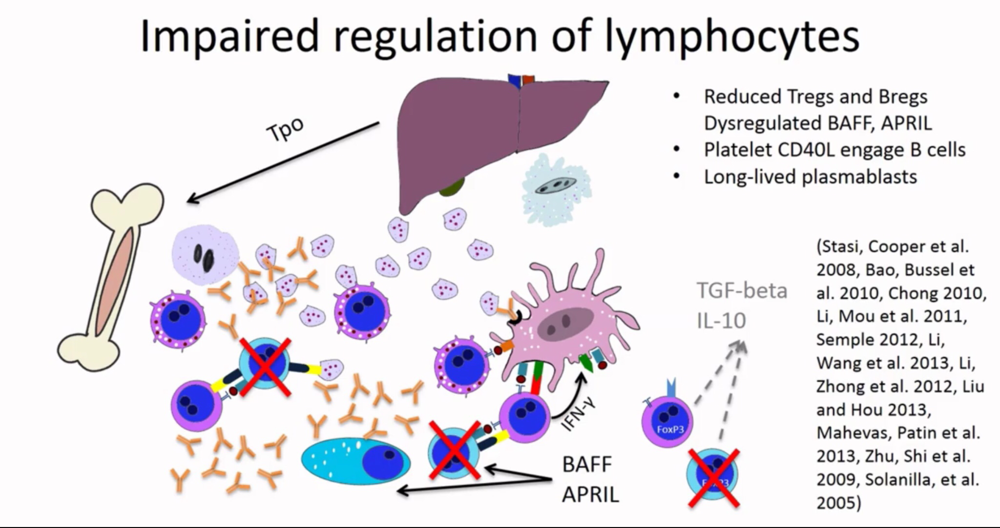 Impaired regulation of lymphocytes
Tpo
• Reduced Tregs and Bregs
Dysregulated BAFF, APRIL
• Platelet CD40L engage B cells
• Long-lived plasmablasts
TGF-beta
IL-10
IFN-γ
FoxP3
FoxP3
BAFF
APRIL
(Stasi, Cooper et al.
2008, Bao, Bussel et
al. 2010, Chong 2010,
Li, Mou et al. 2011,
Semple 2012, Li,
Wang et al. 2013, Li,
Zhong et al. 2012, Liu
and Hou 2013,
Mahevas, Patin et al.
2013, Zhu, Shi et al.
2009, Solanilla, et al.
2005)